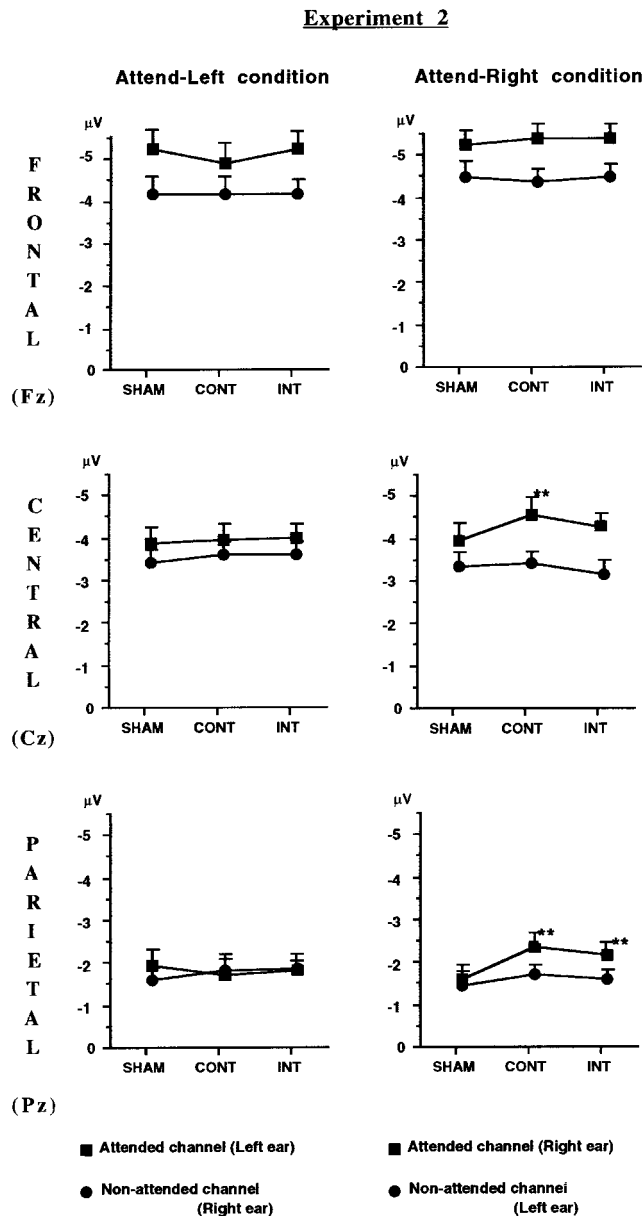 Experiment 2
Attend-Left condition
Attend-Right condition
FRONTAL
(Fz)
µV
-5
-4
-3
-2
-1
0
SHAM CONT INT
µV
-5
-4
-3
-2
-1
0
SHAM CONT INT
CENTRAL
(Cz)
µV
-5
-4
-3
-2
-1
0
SHAM CONT INT
µV
-5
-4
-3
-2
-1
0
**
SHAM CONT INT
PARIETAL
(Pz)
µV
-5
-4
-3
-2
-1
0
SHAM CONT INT
µV
-5
-4
-3
-2
-1
0
** **
SHAM CONT INT
Attended channel (Left ear)
Non-attended channel
(Right ear)
Attended channel (Right ear)
Non-attended channel
(Left ear)